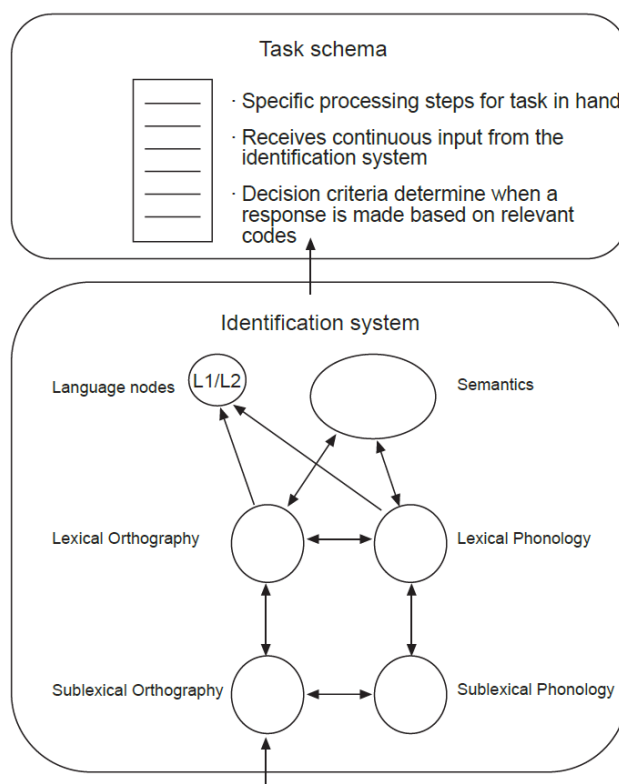 Task schema
· Specific processing steps for task in hand
· Receives continuous input from the
identification system
· Decision criteria determine when a
response is made based on relevant
codes
Identification system
Language nodes
L1/L2
Semantics
Lexical Orthography
Lexical Phonology
Sublexical Orthography
Sublexical Phonology